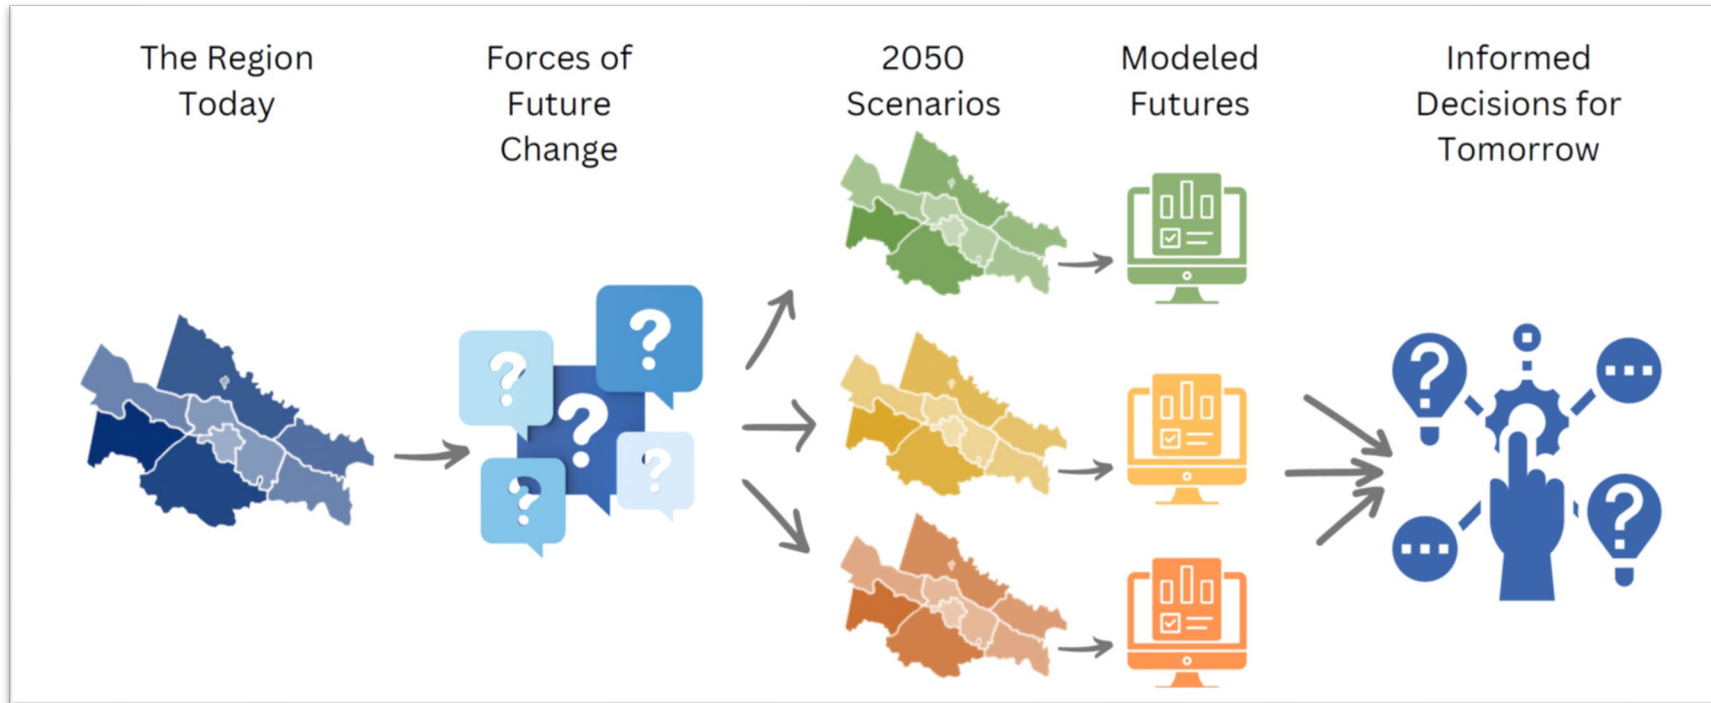 The Region
Today
Forces of
Future
Change
2050
Scenarios
Modeled
Futures
Informed
Decisions for
Tomorrow
?
?
?
?
?
?
?